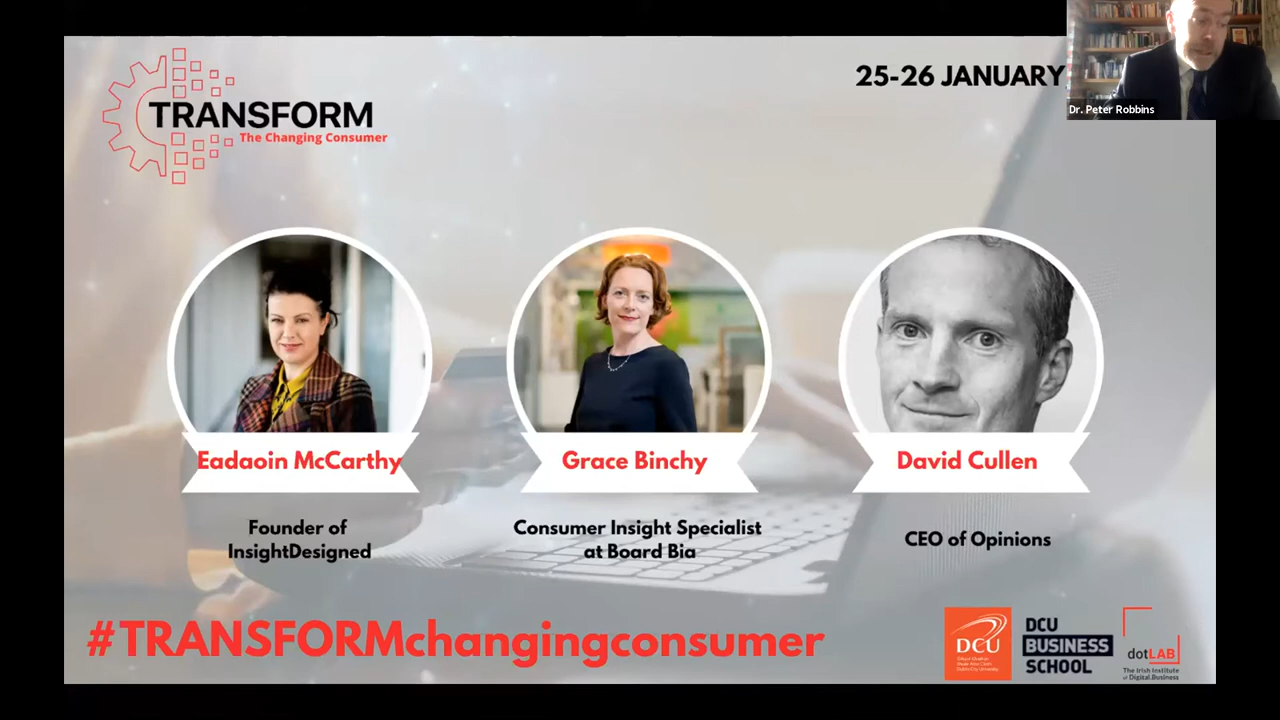 TRANSFORM
The Changing Consumer
25-26 JANUARY
Dr. Peter Robbins
Eadaoin McCarthy
Grace Binchy
David Cullen
Founder of
InsightDesigned
Consumer Insight Specialist
at Board Bia
CEO of Opinions
#TRANSFORMchangingconsumer
DCU
DCU
BUSINESS
SCHOOL
dotLAB
The Irish Institute
of Digital Business